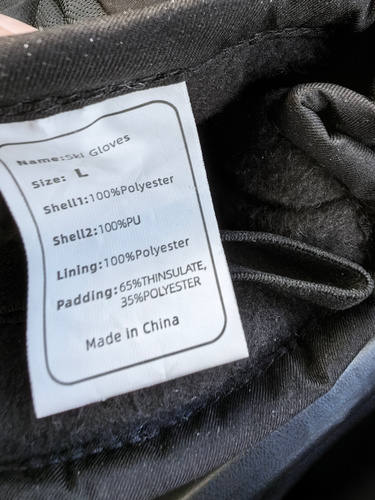 Name:Ski Gloves
Size: L
Shell1:100%Polyester
Shell2:100%PU
Lining:100%Polyester
Padding:65%THINSULATE,
35%POLYESTER
Made in China